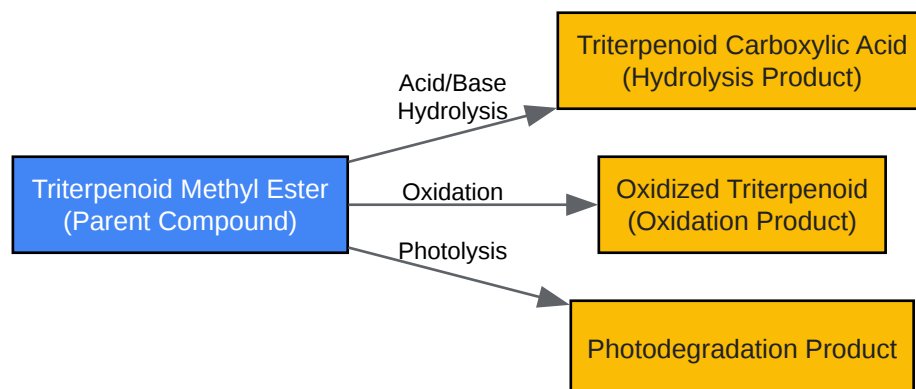 Triterpenoid Methyl Ester
(Parent Compound)
Acid/Base
Hydrolysis
Oxidation
Photolysis
Triterpenoid Carboxylic Acid
(Hydrolysis Product)
Oxidized Triterpenoid
(Oxidation Product)
Photodegradation Product